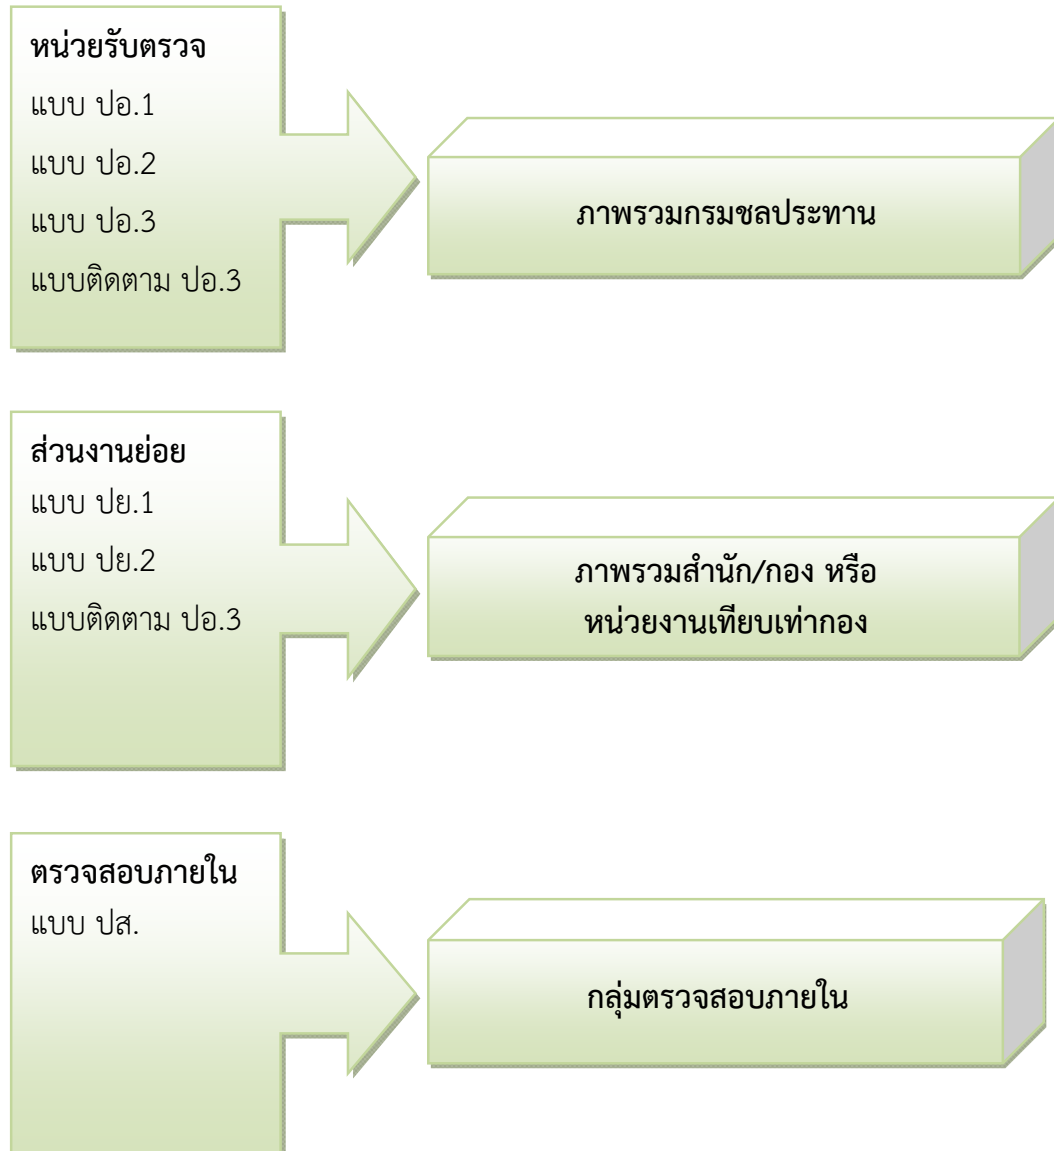 หน่วยรับตรวจ
แบบ ปอ.1
แบบ ปอ.2
แบบ ปอ.3
แบบติดตาม ปอ.3
ภาพรวมกรมชลประทาน
ส่วนงานย่อย
แบบ ปย.1
แบบ ปย.2
แบบติดตาม ปอ.3
ภาพรวมสำนัก/กอง หรือ
หน่วยงานเทียบเท่ากอง
ตรวจสอบภายใน
แบบ ปส.
กลุ่มตรวจสอบภายใน